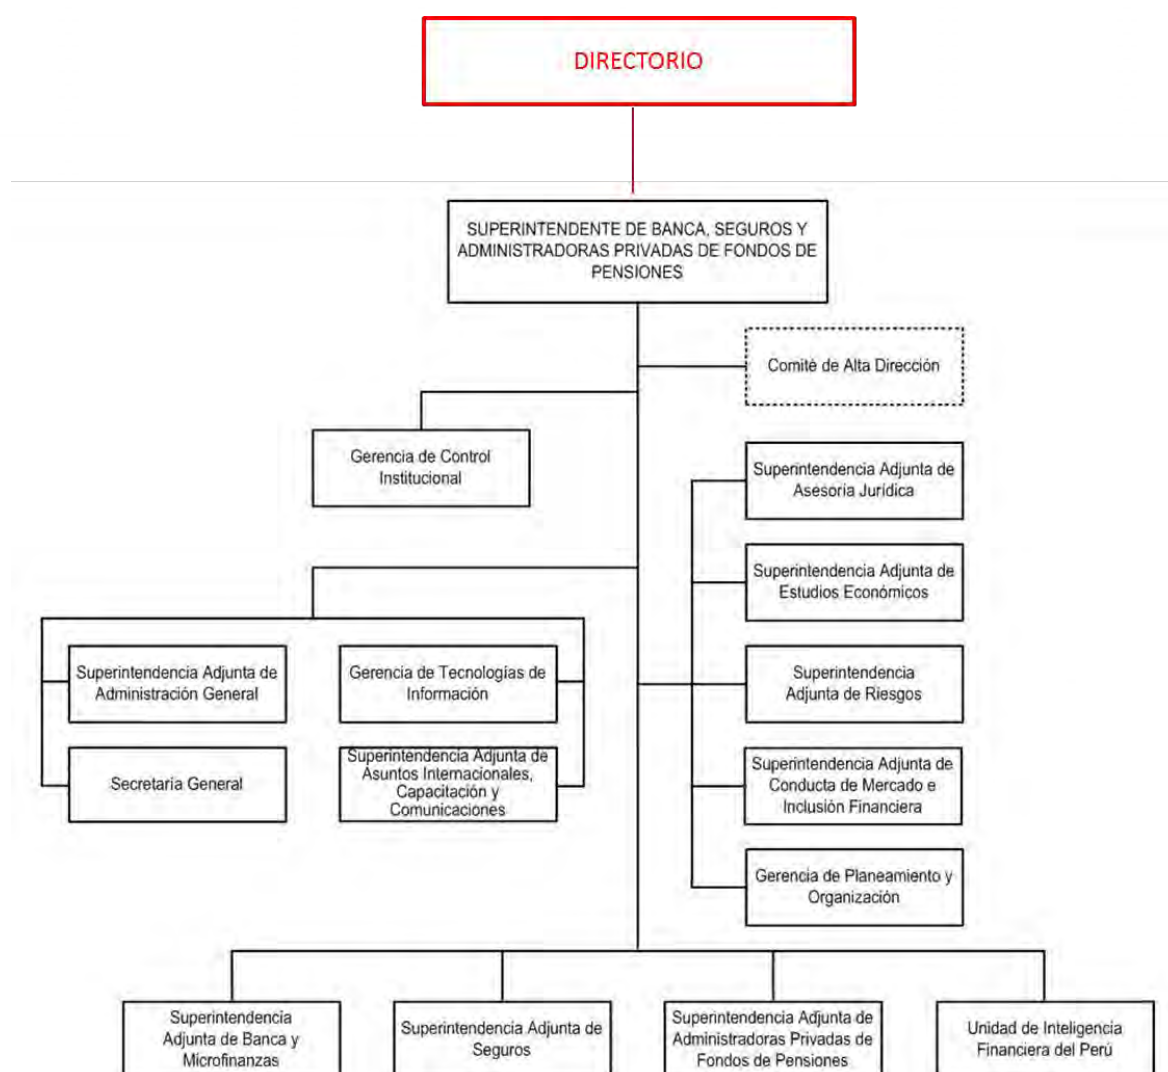 DIRECTORIO
SUPERINTENDENTE DE BANCA, SEGUROS Y
ADMINISTRADORAS PRIVADAS DE FONDOS DE
PENSIONES
Comité de Alta Dirección
Gerencia de Control
Institucional
Superintendencia Adjunta de
Asesoria Jurídica
Superintendencia Adjunta de
Estudios Económicos
Superintendencia Adjunta de
Administración General
Gerencia de Tecnologías de
Información
Superintendencia
Adjunta de Riesgos
Secretaría General
Superintendencia Adjunta de
Asuntos Internacionales,
Capacitación y
Comunicaciones
Superintendencia Adjunta de
Conducta de Mercado e
Inclusión Financiera
Gerencia de Planeamiento y
Organización
Superintendencia
Adjunta de Banca y
Microfinanzas
Superintendencia Adjunta de
Seguros
Superintendencia Adjunta de
Administradoras Privadas de
Fondos de Pensiones
Unidad de Inteligencia
Financiera del Perú